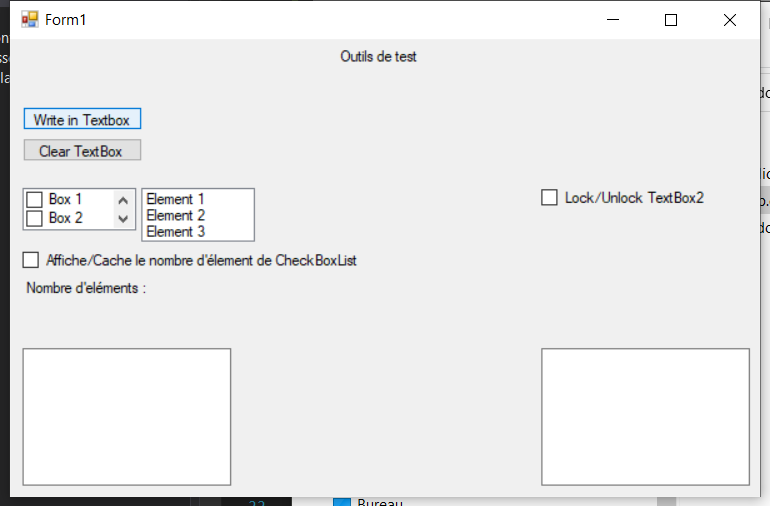 Form1
Outils de test
Write in Textbox
Clear TextBox
Box 1
Box 2
Element 1
Element 2
Element 3
Lock/Unlock TextBox2
Affiche/Cache le nombre d'élement de CheckBoxList
Nombre d'eléments :
22
Bureau